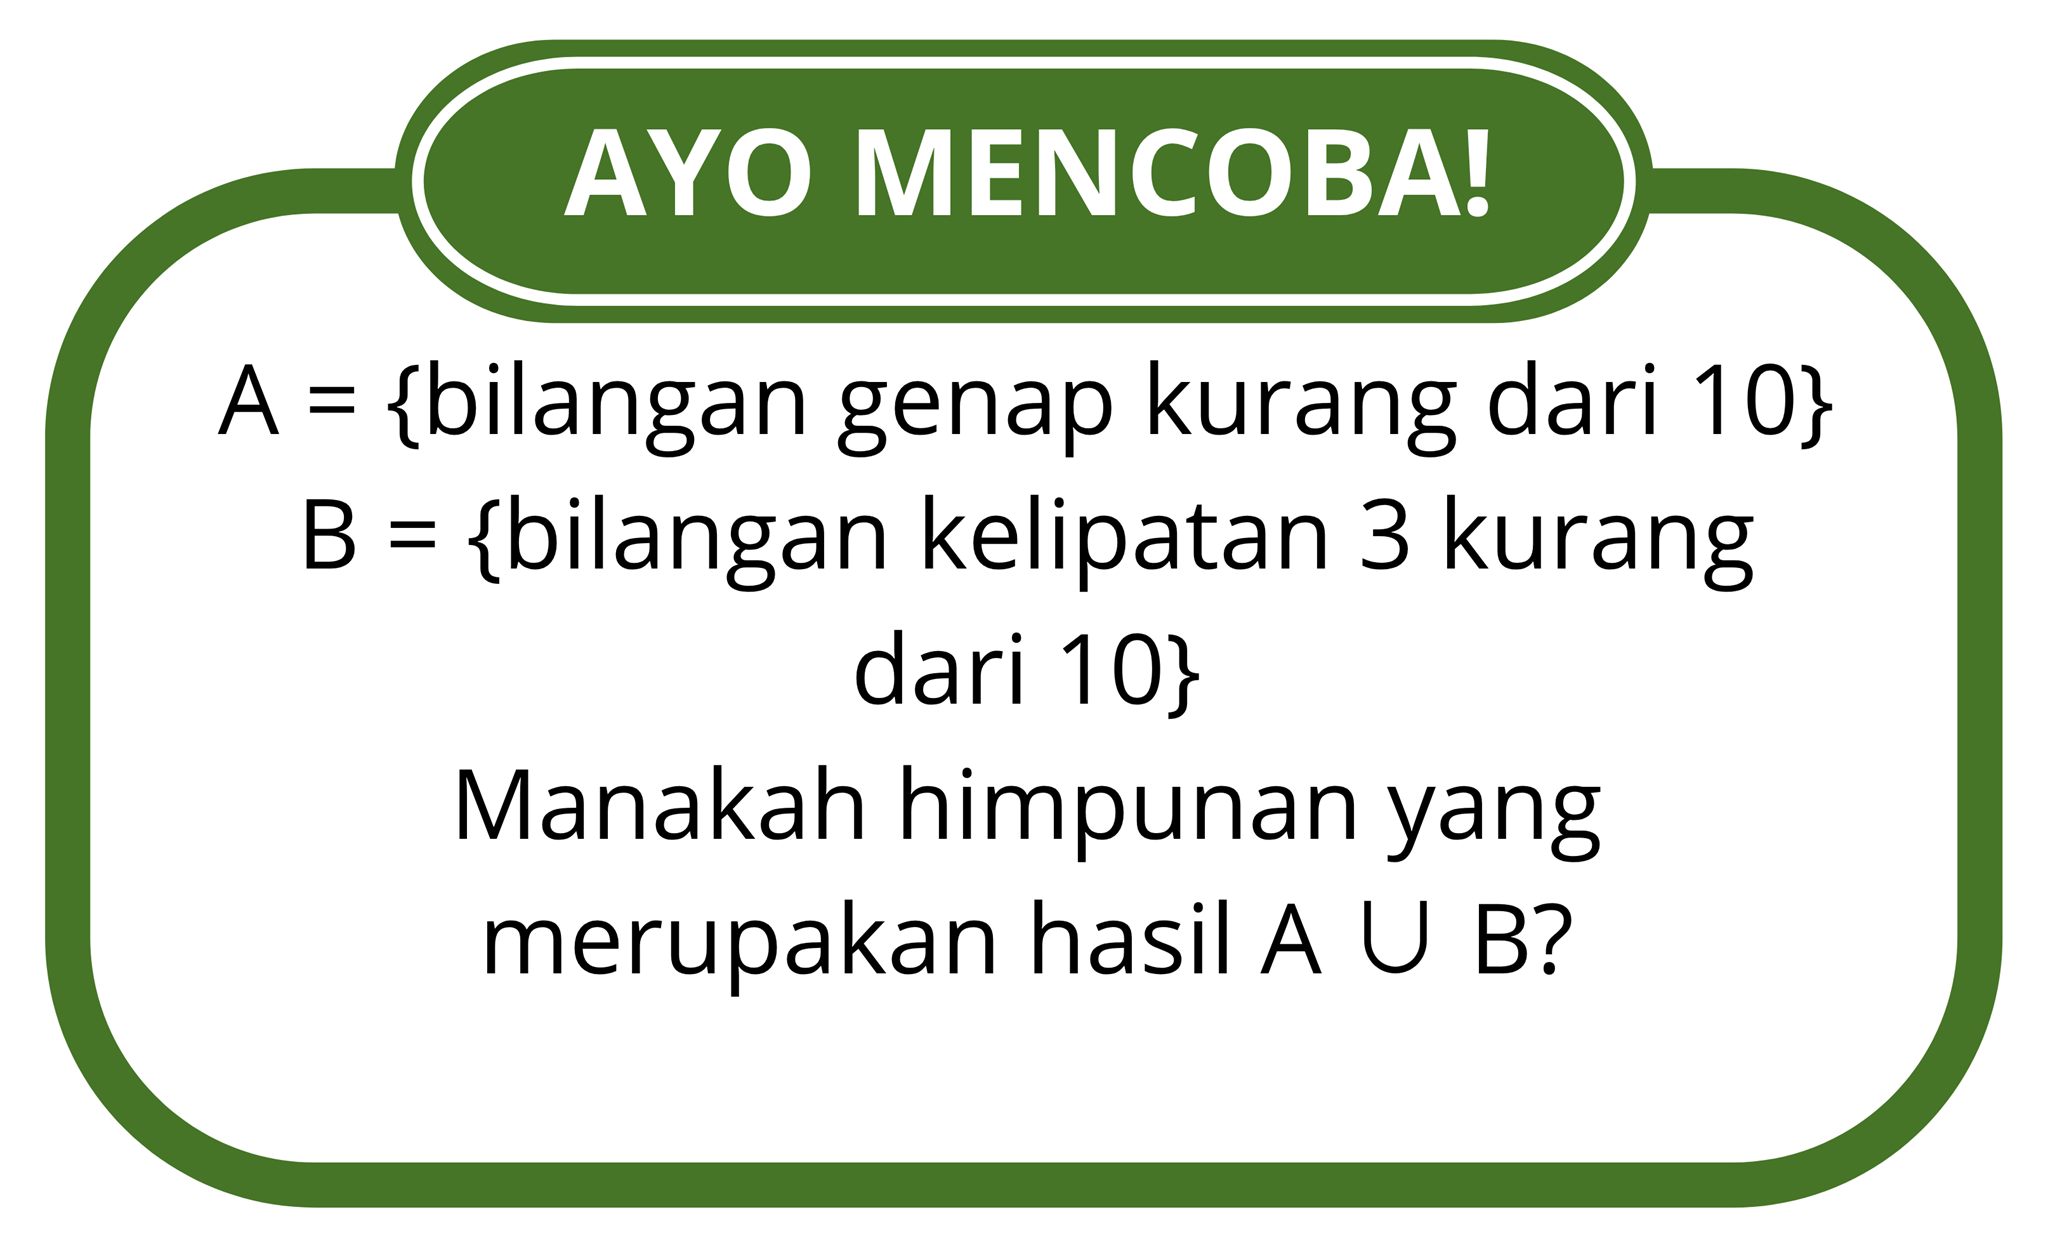 AYO MENCOBA!
A = {bilangan genap kurang dari 10}
B = {bilangan kelipatan 3 kurang
dari 10}
Manakah himpunan yang
merupakan hasil A ∪ B?